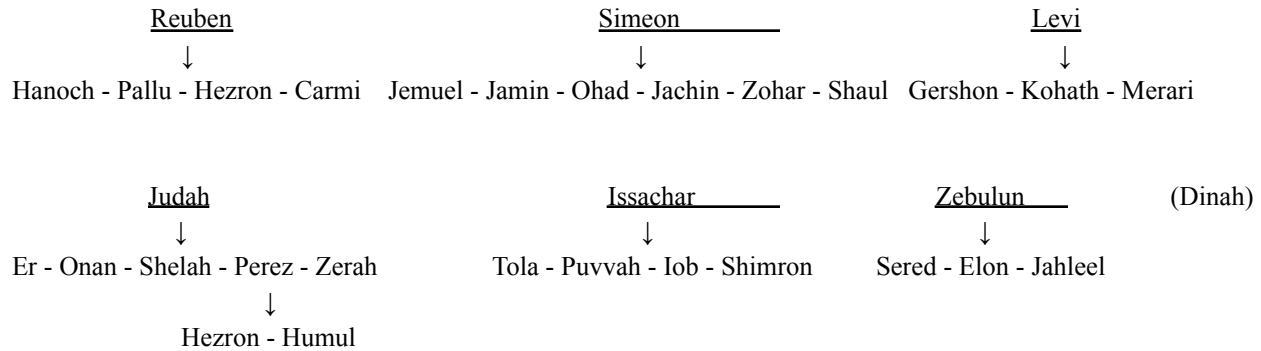 Reuben Simeon Levi
↓ ↓ ↓
Hanoch - Pallu - Hezron - Carmi Jemuel - Jamin - Ohad - Jachin - Zohar - Shaul Gershon - Kohath - Merari
Judah Issachar Zebulun (Dinah)
↓ ↓ ↓
Er - Onan - Shelah - Perez - Zerah Tola - Puvvah - Iob - Shimron Sered - Elon - Jahleel
↓
Hezron - Humul